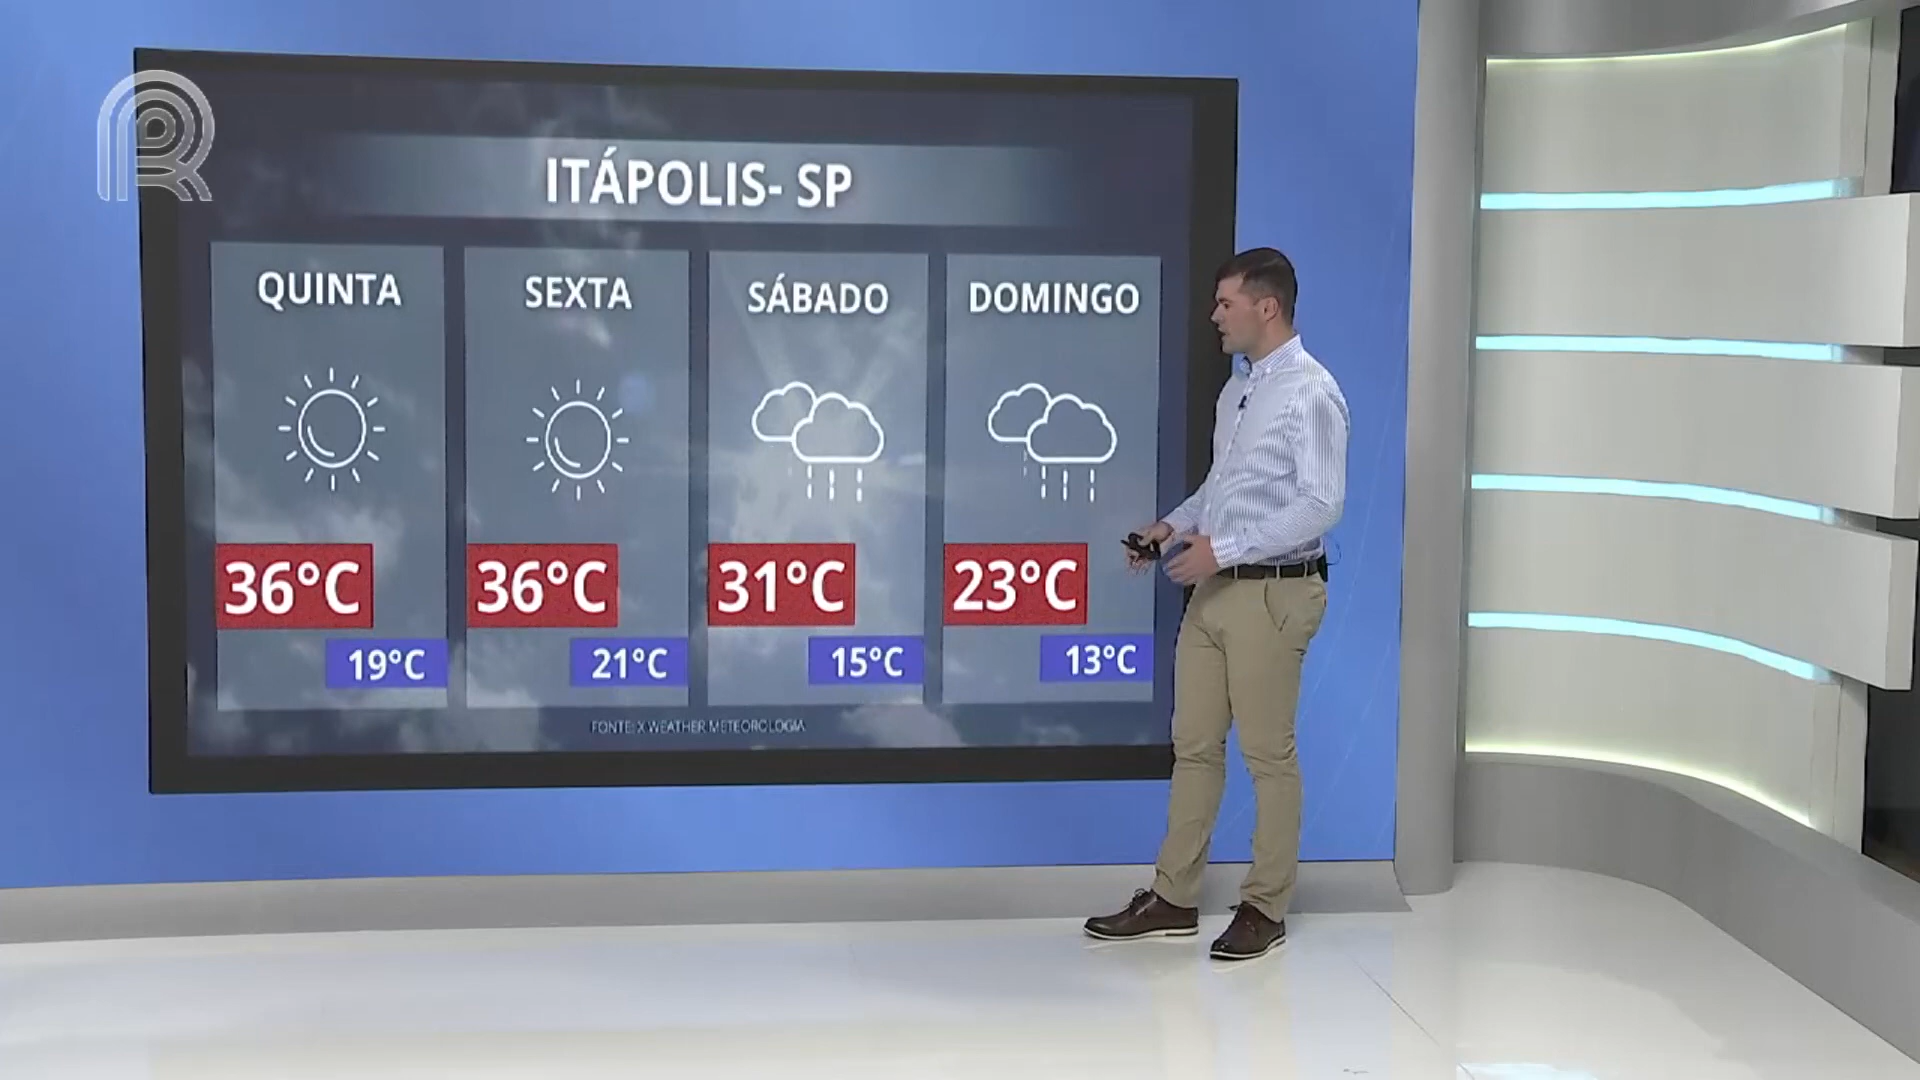 ITÁPOLIS- SP
QUINTA
36°C
19°C
SEXTA
36°C
21°C
SÁBADO
31°C
15°C
DOMINGO
23°C
13°C
FONTE: X WEATHER METEOROLOGIA